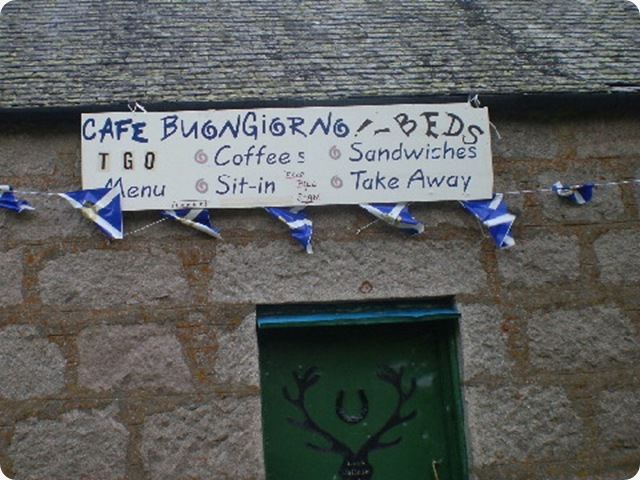 CAFE BUONGIORNO /- BEDS
TGO Coffees Sandwiches
Menu Sit-in Take Away